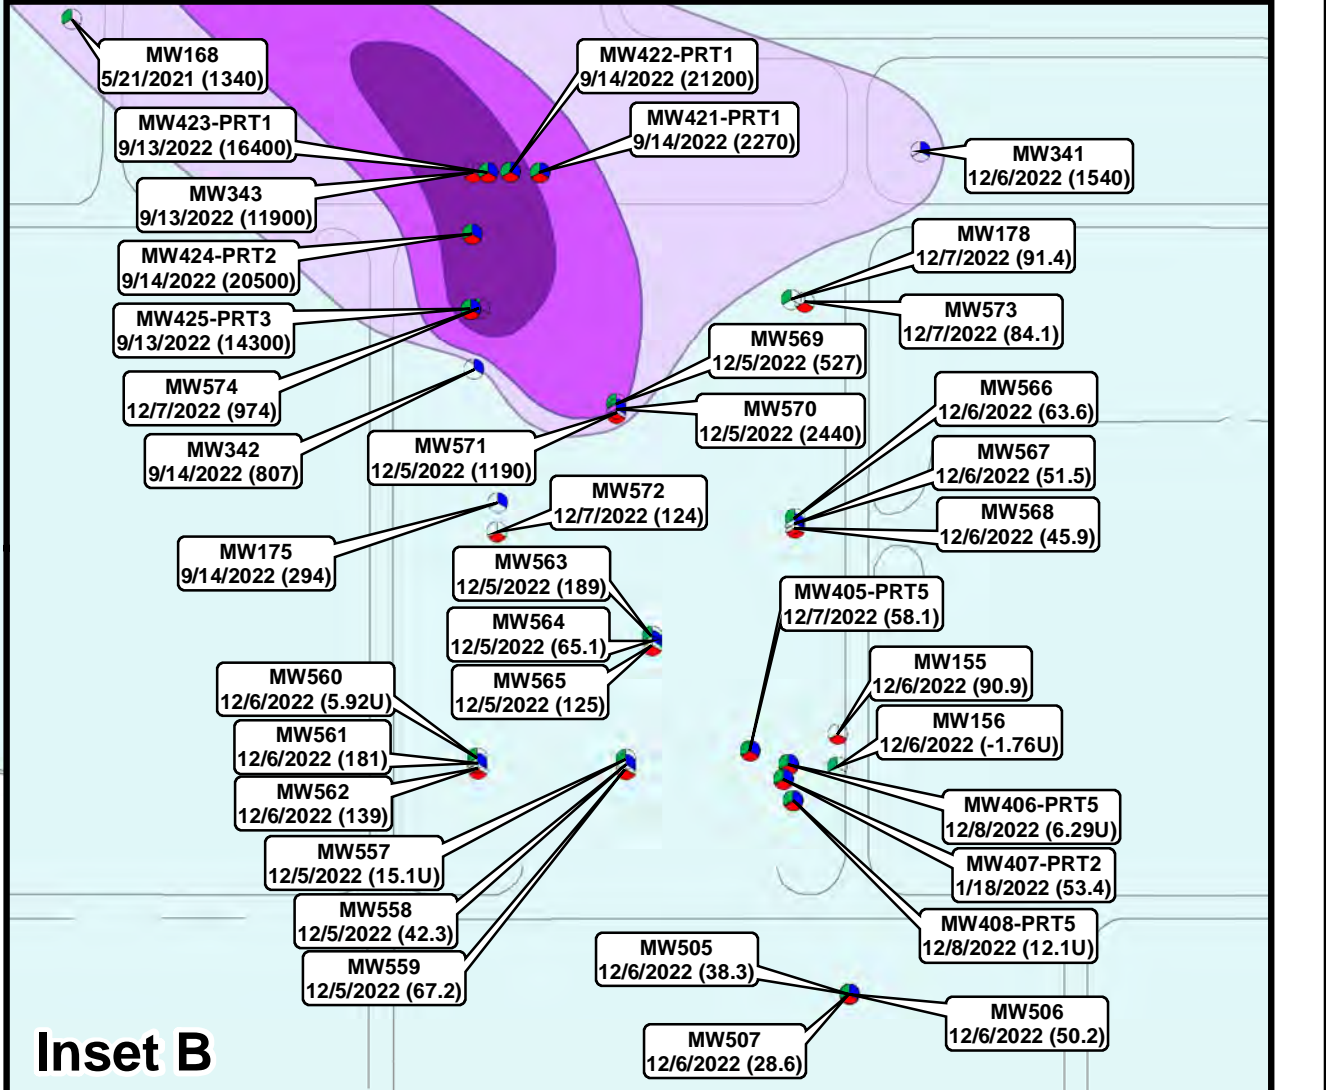 MW168
5/21/2021 (1340)
MW422-PRT1
9/14/2022 (21200)
MW423-PRT1
9/13/2022 (16400)
MW421-PRT1
9/14/2022 (2270)
MW341
12/6/2022 (1540)
MW343
9/13/2022 (11900)
MW178
12/7/2022 (91.4)
MW424-PRT2
9/14/2022 (20500)
MW573
12/7/2022 (84.1)
MW425-PRT3
9/13/2022 (14300)
MW569
12/5/2022 (527)
MW574
12/7/2022 (974)
MW566
12/6/2022 (63.6)
MW570
12/5/2022 (2440)
MW342
9/14/2022 (807)
MW571
12/5/2022 (1190)
MW567
12/6/2022 (51.5)
MW572
12/7/2022 (124)
MW568
12/6/2022 (45.9)
MW175
9/14/2022 (294)
MW563
12/5/2022 (189)
MW405-PRT5
12/7/2022 (58.1)
MW564
12/5/2022 (65.1)
MW560
12/6/2022 (5.92U)
MW565
12/5/2022 (125)
MW155
12/6/2022 (90.9)
MW561
12/6/2022 (181)
MW156
12/6/2022 (-1.76U)
MW562
12/6/2022 (139)
MW406-PRT5
12/8/2022 (6.29U)
MW557
12/5/2022 (15.1U)
MW407-PRT2
1/18/2022 (53.4)
MW558
12/5/2022 (42.3)
MW408-PRT5
12/8/2022 (12.1U)
MW559
12/5/2022 (67.2)
MW505
12/6/2022 (38.3)
MW506
12/6/2022 (50.2)
MW507
12/6/2022 (28.6)
Inset B